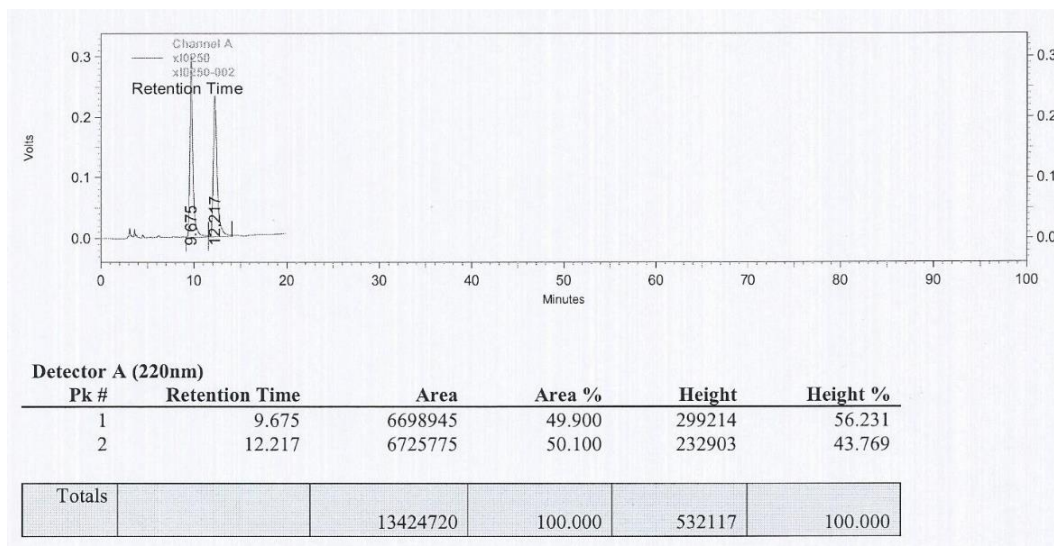 Channel A
xl0250
xl0250-002
Retention Time
0.3
0.2
0.1
0.0
Volts
0.3
0.2
0.1
0.0
9.675
12.217
0 10 20 30 40 50 60 70 80 90 100
Minutes
Detector A (220nm)
Pk # Retention Time Area Area % Height Height %
1 9.675 6698945 49.900 299214 56.231
2 12.217 6725775 50.100 232903 43.769
Totals
13424720 100.000 532117 100.000